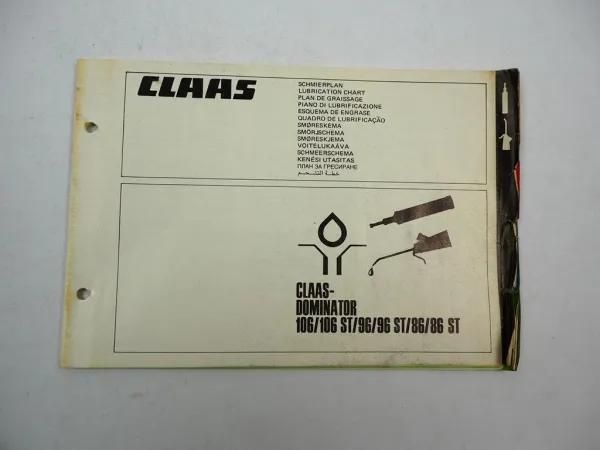 CLAAS
SCHMIERPLAN
LUBRICATION CHART
PLAN DE GRAISSAGE
PIANO DI LUBRIFICAZIONE
ESQUEMA DE ENGRASE
QUADRO DE LUBRIFICAÇÃO
SMØRESKEMA
SMÖRJSCHEMA
SMØRESKJEMA
VOITELUKAAVA
SCHMEERSCHEMA
KENÉSI UTASITAS
ПЛАН ЗА ГРЕСИРАНЕ
خطة التشحيم
CLAAS-
DOMINATOR
106/106 ST/96/96 ST/86/86 ST